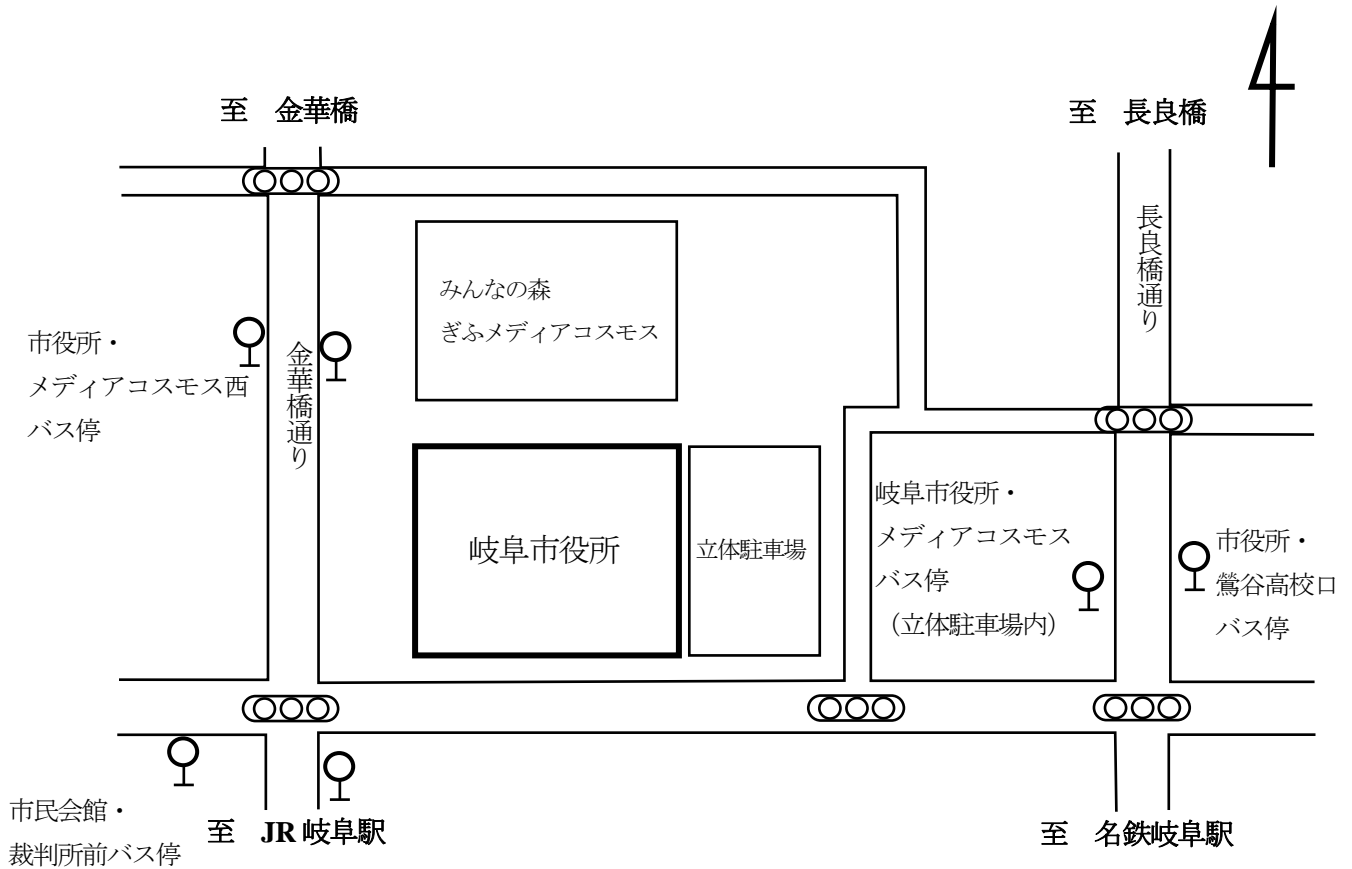 至　金華橋
至　長良橋
長良橋通り
みんなの森
ぎふメディアコスモス
市役所・
メディアコスモス西
バス停
金華橋通り
岐阜市役所
立体駐車場
岐阜市役所・
メディアコスモス
バス停
（立体駐車場内）
市役所・
鶯谷高校口
バス停
市民会館・
裁判所前バス停
至　JR岐阜駅
至　名鉄岐阜駅